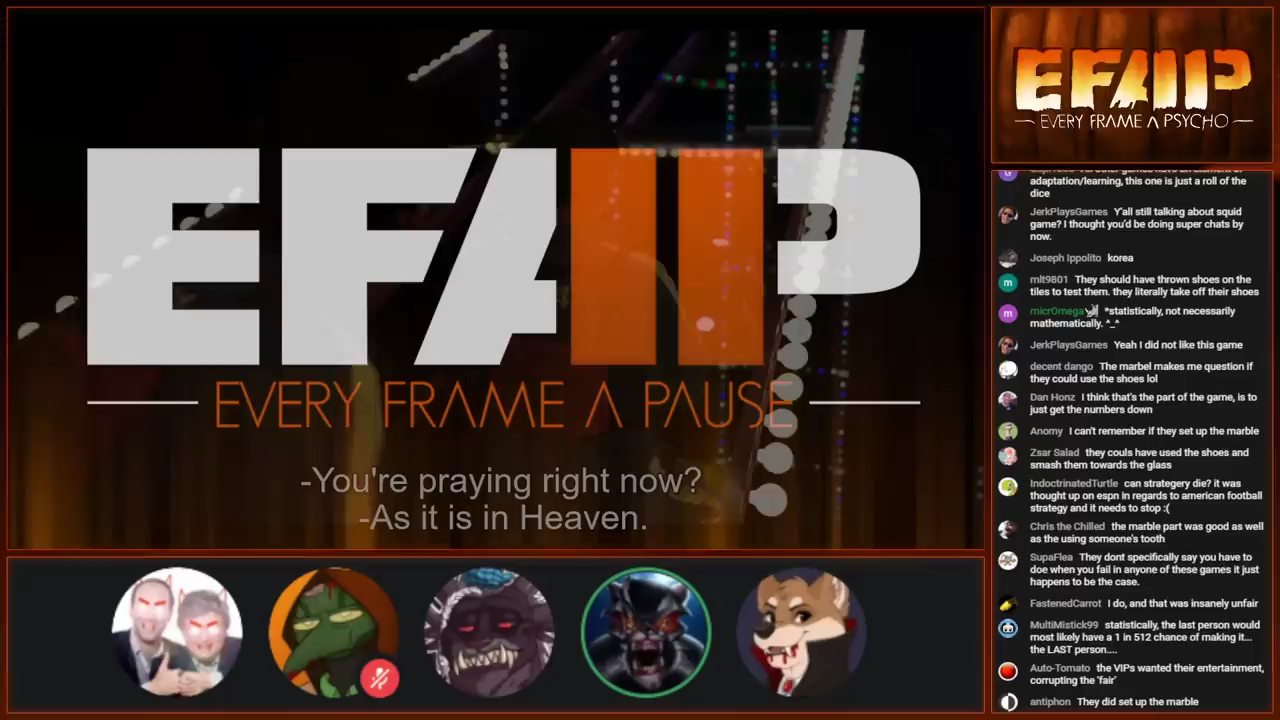 EFAP
EVERY FRAME A PAUSE
-You're praying right now?
-As it is in Heaven.
EFAP
EVERY FRAME A PSYCHO
adaptation/learning, this one is just a roll of the
dice
JerkPlaysGames Y'all still talking about squid
game? I thought you'd be doing super chats by
now.
Joseph Ippolito korea
mlt9801 They should have thrown shoes on the
tiles to test them. they literally take off their shoes
micrOmega *statistically, not necessarily
mathematically. ^_^
JerkPlaysGames Yeah I did not like this game
decent dango The marbel makes me question if
they could use the shoes lol
Dan Honz I think that's the part of the game, is to
just get the numbers down
Anomy I can't remember if they set up the marble
Zsar Salad they couls have used the shoes and
smash them towards the glass
IndoctrinatedTurtle can strategery die? it was
thought up on espn in regards to american football
strategy and it needs to stop :(
Chris the Chilled the marble part was good as well
as the using someone's tooth
SupaFlea They dont specifically say you have to
doe when you fail in anyone of these games it just
happens to be the case.
FastenedCarrot I do, and that was insanely unfair
MultiMistick99 statistically, the last person would
most likely have a 1 in 512 chance of making it...
the LAST person....
Auto-Tomato the VIPs wanted their entertainment,
corrupting the 'fair'
antiphon They did set up the marble